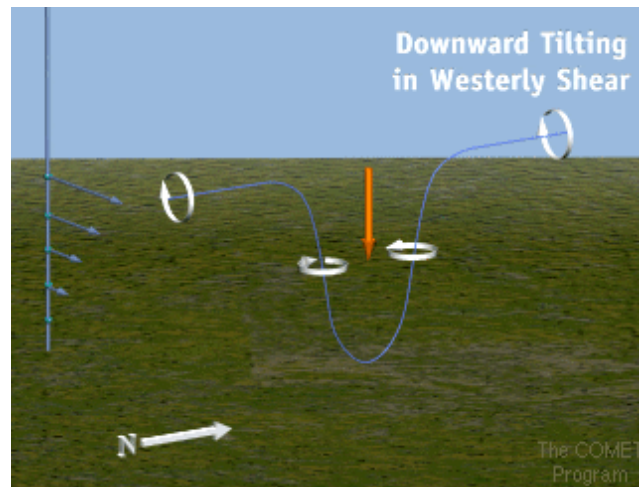 Downward Tilting
in Westerly Shear
N
The COMET
Program